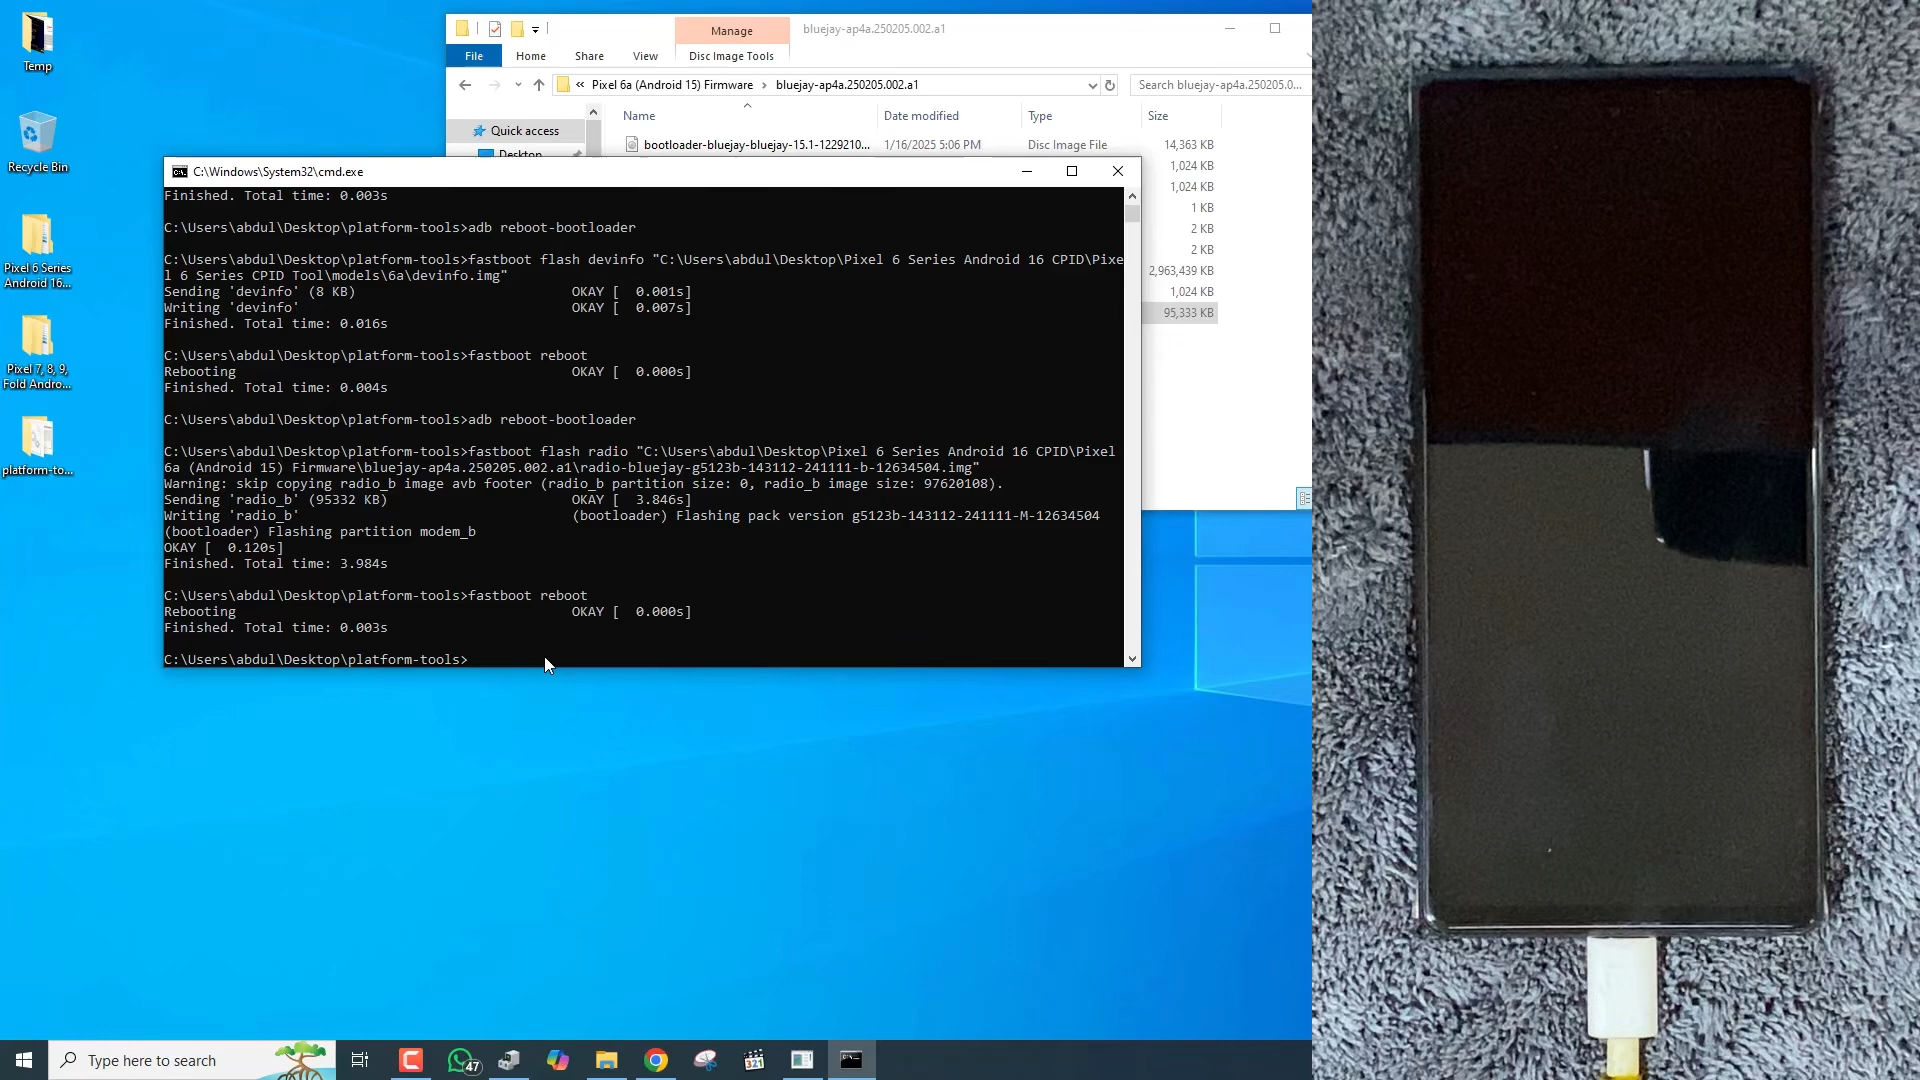 Temp
Recycle Bin
Pixel 6 Series
Android 16...
Pixel 7, 8, 9,
Fold Andro...
platform-to...
Manage
bluejay-ap4a.250205.002.a1
File
Home
Share
View
Disc Image Tools
« Pixel 6a (Android 15) Firmware > bluejay-ap4a.250205.002.a1
Search bluejay-ap4a.250205.0...
Name
Date modified
Type
Size
Quick access
Desktop
bootloader-bluejay-bluejay-15.1-1229210...
1/16/2025 5:06 PM
Disc Image File
14,363 KB
1,024 KB
1,024 KB
1 KB
2 KB
2 KB
2,963,439 KB
1,024 KB
95,333 KB
C:\Windows\System32\cmd.exe
Finished. Total time: 0.003s
C:\Users\abdul\Desktop\platform-tools>adb reboot-bootloader
C:\Users\abdul\Desktop\platform-tools>fastboot flash devinfo "C:\Users\abdul\Desktop\Pixel 6 Series Android 16 CPID\Pixe
l 6 Series CPID Tool\models\6a\devinfo.img"
Sending 'devinfo' (8 KB) OKAY [ 0.001s]
Writing 'devinfo' OKAY [ 0.007s]
Finished. Total time: 0.016s
C:\Users\abdul\Desktop\platform-tools>fastboot reboot
Rebooting OKAY [ 0.000s]
Finished. Total time: 0.004s
C:\Users\abdul\Desktop\platform-tools>adb reboot-bootloader
C:\Users\abdul\Desktop\platform-tools>fastboot flash radio "C:\Users\abdul\Desktop\Pixel 6 Series Android 16 CPID\Pixel
6a (Android 15) Firmware\bluejay-ap4a.250205.002.a1\radio-bluejay-g5123b-143112-241111-b-12634504.img"
Warning: skip copying radio_b image avb footer (radio_b partition size: 0, radio_b image size: 97620108).
Sending 'radio_b' (95332 KB) OKAY [ 3.846s]
Writing 'radio_b' (bootloader) Flashing pack version g5123b-143112-241111-M-12634504
(bootloader) Flashing partition modem_b
OKAY [ 0.120s]
Finished. Total time: 3.984s
C:\Users\abdul\Desktop\platform-tools>fastboot reboot
Rebooting OKAY [ 0.000s]
Finished. Total time: 0.003s
C:\Users\abdul\Desktop\platform-tools>
Type here to search
47
321